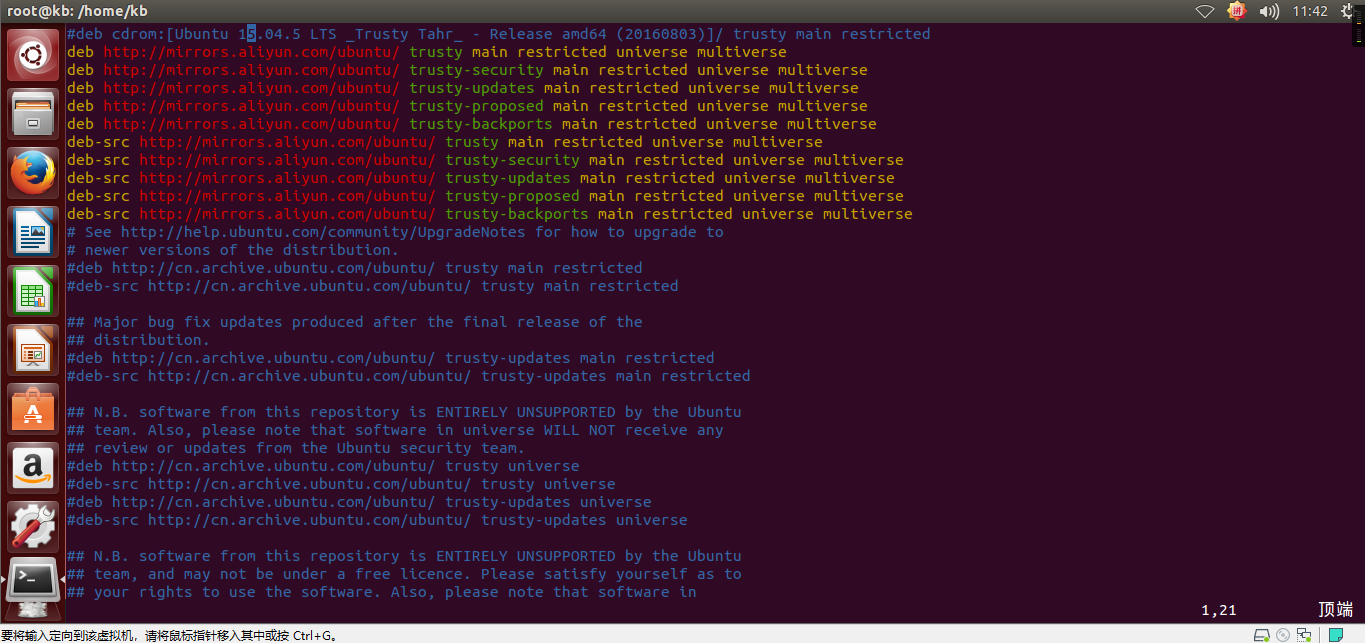 root@kb: /home/kb
11:42
#deb cdrom:[Ubuntu 15.04.5 LTS _Trusty Tahr_ - Release amd64 (20160803)]/ trusty main restricted
deb http://mirrors.aliyun.com/ubuntu/ trusty main restricted universe multiverse
deb http://mirrors.aliyun.com/ubuntu/ trusty-security main restricted universe multiverse
deb http://mirrors.aliyun.com/ubuntu/ trusty-updates main restricted universe multiverse
deb http://mirrors.aliyun.com/ubuntu/ trusty-proposed main restricted universe multiverse
deb http://mirrors.aliyun.com/ubuntu/ trusty-backports main restricted universe multiverse
deb-src http://mirrors.aliyun.com/ubuntu/ trusty main restricted universe multiverse
deb-src http://mirrors.aliyun.com/ubuntu/ trusty-security main restricted universe multiverse
deb-src http://mirrors.aliyun.com/ubuntu/ trusty-updates main restricted universe multiverse
deb-src http://mirrors.aliyun.com/ubuntu/ trusty-proposed main restricted universe multiverse
deb-src http://mirrors.aliyun.com/ubuntu/ trusty-backports main restricted universe multiverse
# See http://help.ubuntu.com/community/UpgradeNotes for how to upgrade to
# newer versions of the distribution.
#deb http://cn.archive.ubuntu.com/ubuntu/ trusty main restricted
#deb-src http://cn.archive.ubuntu.com/ubuntu/ trusty main restricted

## Major bug fix updates produced after the final release of the
## distribution.
#deb http://cn.archive.ubuntu.com/ubuntu/ trusty-updates main restricted
#deb-src http://cn.archive.ubuntu.com/ubuntu/ trusty-updates main restricted

## N.B. software from this repository is ENTIRELY UNSUPPORTED by the Ubuntu
## team. Also, please note that software in universe WILL NOT receive any
## review or updates from the Ubuntu security team.
#deb http://cn.archive.ubuntu.com/ubuntu/ trusty universe
#deb-src http://cn.archive.ubuntu.com/ubuntu/ trusty universe
#deb http://cn.archive.ubuntu.com/ubuntu/ trusty-updates universe
#deb-src http://cn.archive.ubuntu.com/ubuntu/ trusty-updates universe

## N.B. software from this repository is ENTIRELY UNSUPPORTED by the Ubuntu
## team, and may not be under a free licence. Please satisfy yourself as to
## your rights to use the software. Also, please note that software in
1,21 顶端
要将输入定向到该虚拟机，请将鼠标指针移入其中或按 Ctrl+G。